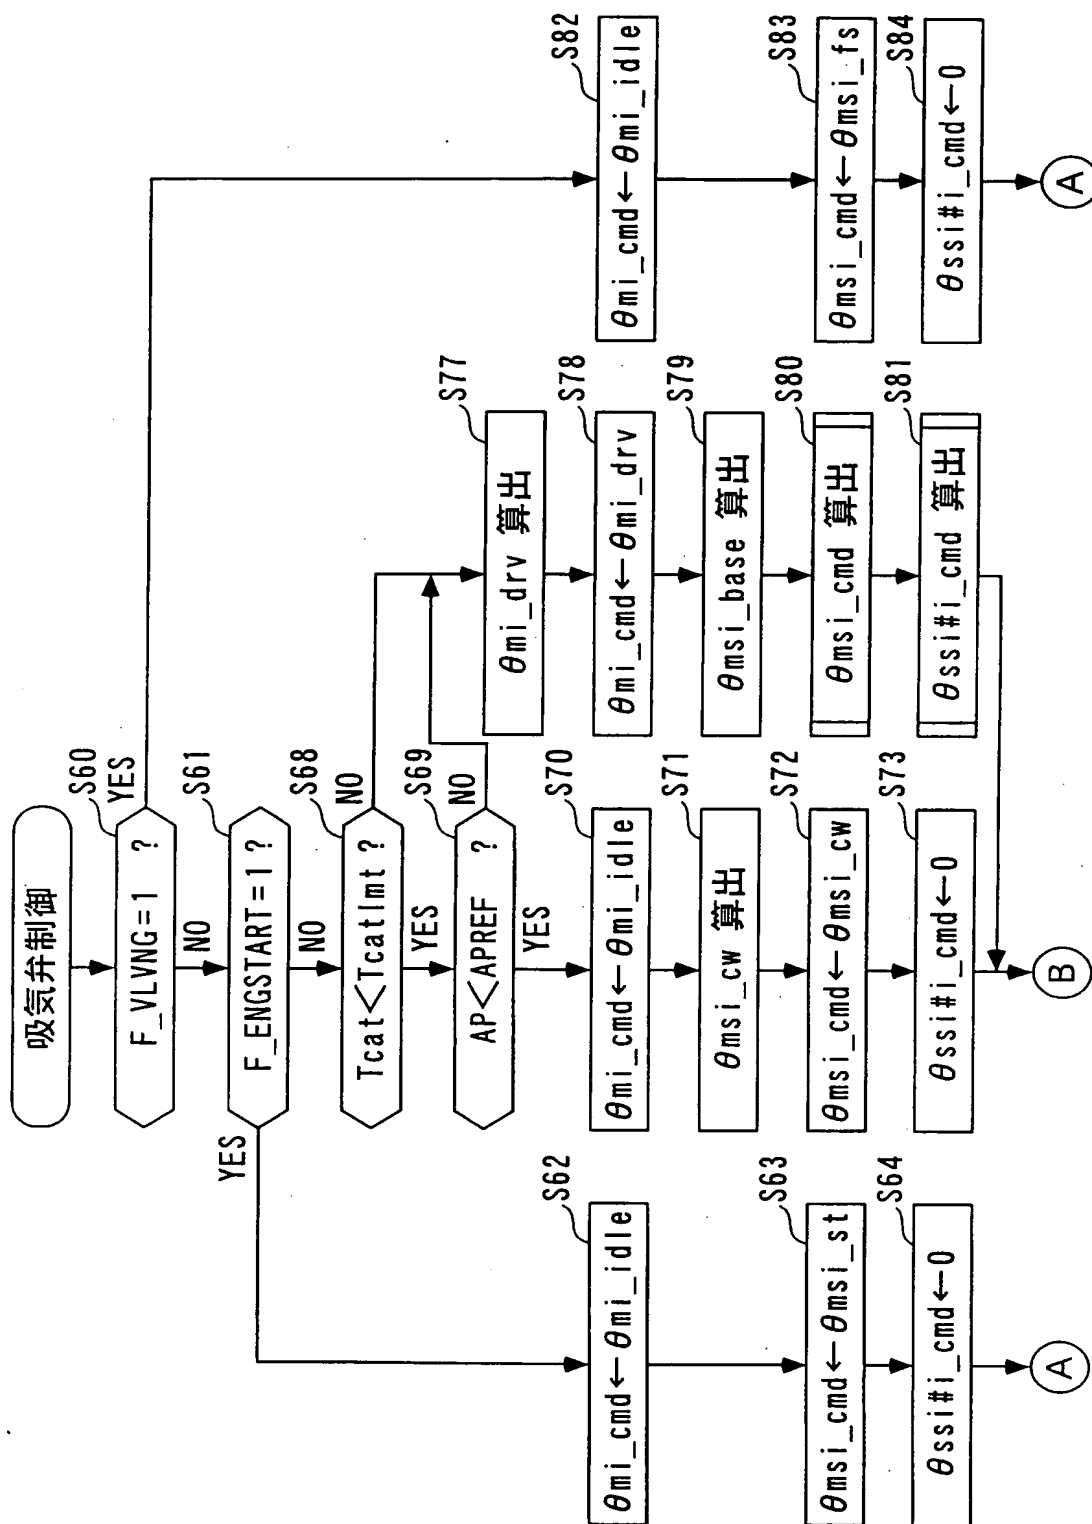 吸気弁制御
S60
F_VLVNG=1 ?
YES
NO
S61
F_ENGSTART=1?
YES
NO
S68
Tcat<Tcatlmt ?
NO
YES
S69
AP<APREF ?
NO
YES
S62
θmi_cmd←θmi_idle
S63
θmsi_cmd←θmsi_st
S64
θssi#i_cmd←0
A
S70
θmi_cmd←θmi_idle
S71
θmsi_cw 算出
S72
θmsi_cmd←θmsi_cw
S73
θssi#i_cmd←0
B
S77
θmi_drv 算出
S78
θmi_cmd←θmi_drv
S79
θmsi_base 算出
S80
θmsi_cmd 算出
S81
θssi#i_cmd 算出
S82
θmi_cmd←θmi_idle
S83
θmsi_cmd←θmsi_fs
S84
θssi#i_cmd←0
A